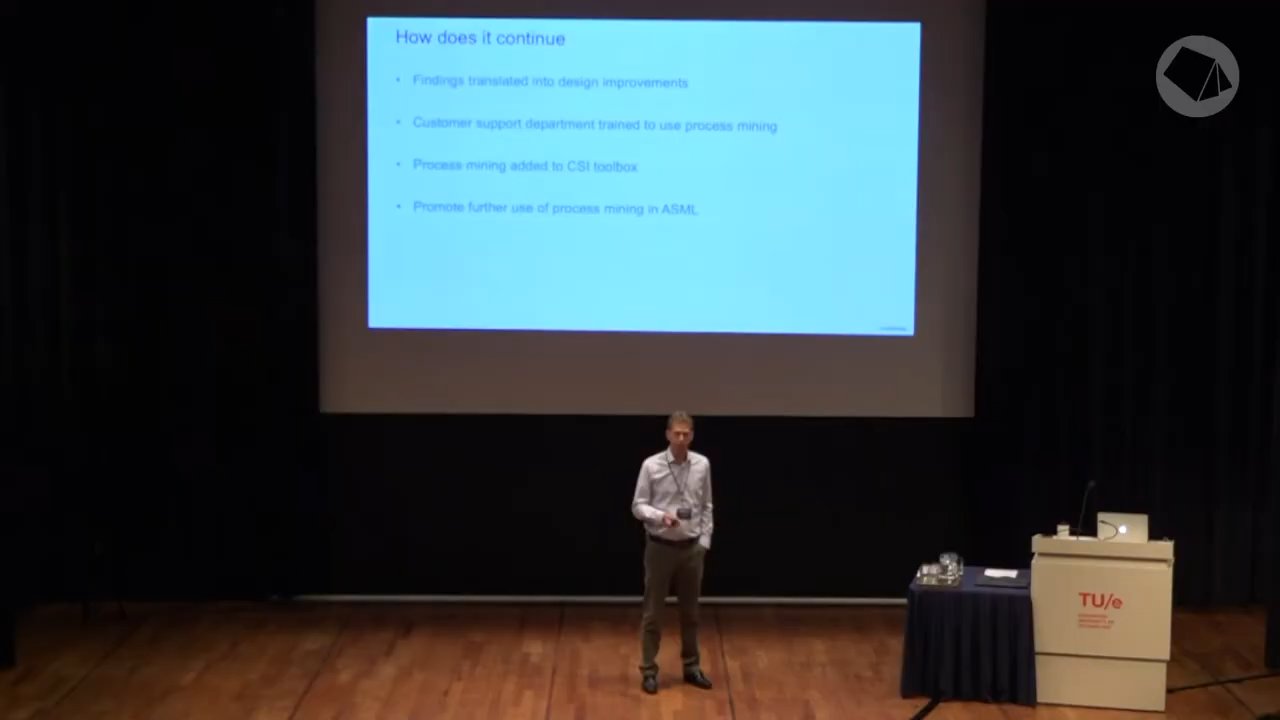 How does it continue
• Findings translated into design improvements
• Customer support department trained to use process mining
• Process mining added to CSI toolbox
• Promote further use of process mining in ASML
TU/e